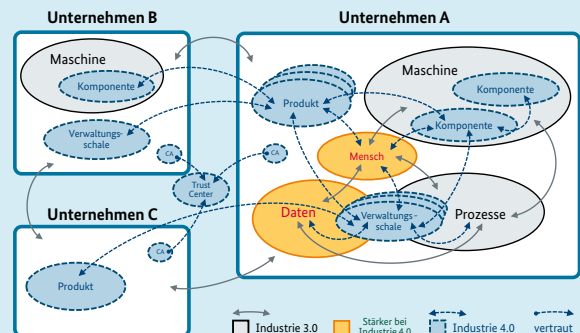 Unternehmen B
Maschine
Komponente
Verwaltungs-
schale
CA
Trust
Center
Unternehmen C
CA
Produkt
Unternehmen A
Maschine
Komponente
Komponente
Produkt
CA
Mensch
Daten
Verwaltungs-
schale
Prozesse
Industrie 3.0
Stärker bei
Industrie 4.0
Industrie 4.0
vertraut